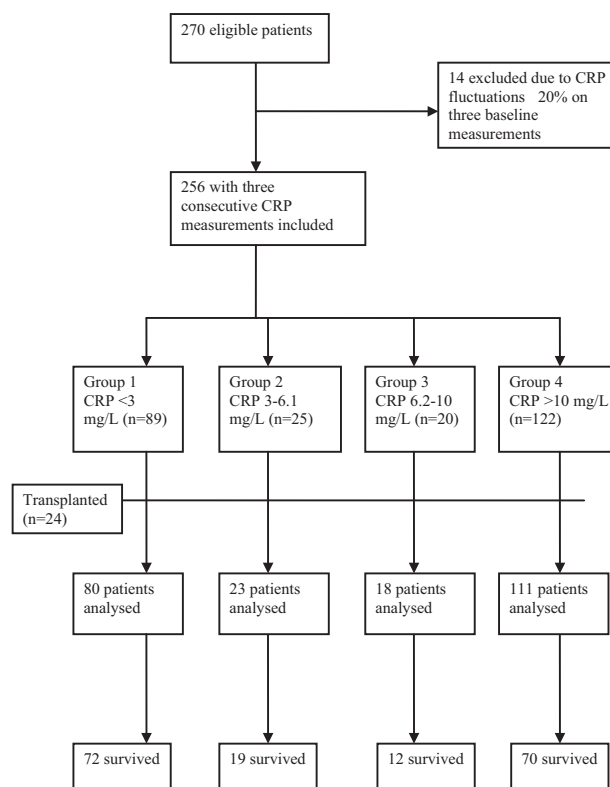 270 eligible patients
14 excluded due to CRP
fluctuations 20% on
three baseline
measurements
256 with three
consecutive CRP
measurements included
Group 1
CRP <3
mg/L (n=89)
Group 2
CRP 3-6.1
mg/L (n=25)
Group 3
CRP 6.2-10
mg/L (n=20)
Group 4
CRP >10 mg/L
(n=122)
Transplanted
(n=24)
80 patients
analysed
23 patients
analysed
18 patients
analysed
111 patients
analysed
72 survived
19 survived
12 survived
70 survived